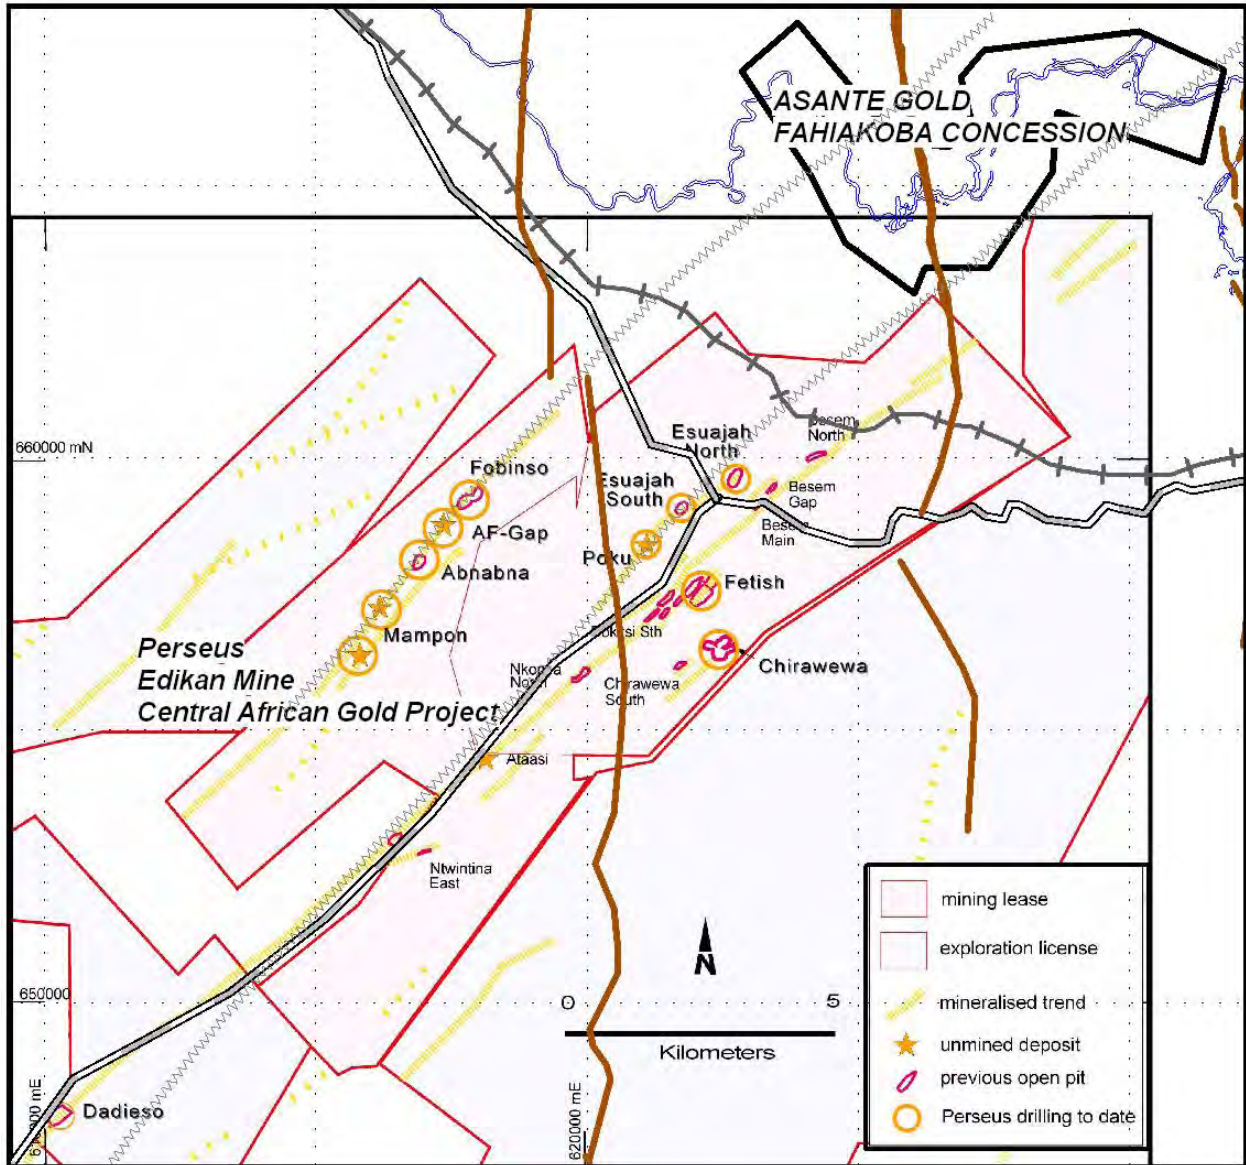 ASANTE GOLD
FAHIAKOBA CONCESSION
660000 mN
Esuajah
North
Besem
North
Fobinso
Esuajah
South
Besem
Gap
AF-Gap
Besem
Main
Poku
Abnabna
Fetish
Mampon
Sth
Perseus
Edikan Mine
Central African Gold Project
Nkonya
North
Chirawewa
South
Chirawewa
Ataasi
Ntwintina
East
mining lease
exploration license
650000
0 5
mineralised trend
N
Kilometers
unmined deposit
previous open pit
Perseus drilling to date
Dadieso
mE
620000 mE